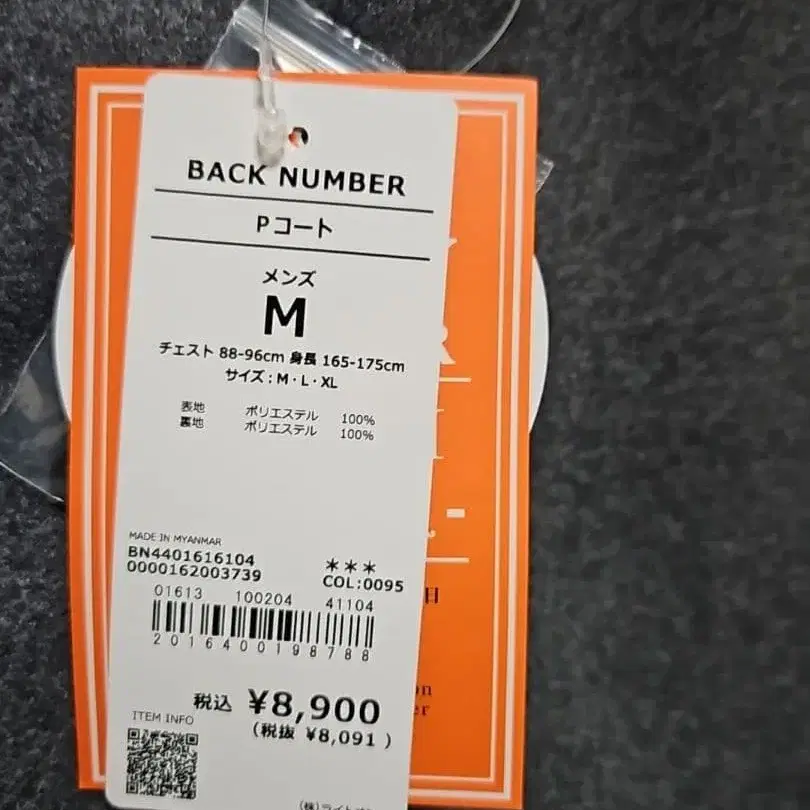 BACK NUMBER
Pコート
メンズ
M
チェスト 88-96cm 身長 165-175cm
サイズ：M・L・XL
表地 ポリエステル 100%
裏地 ポリエステル 100%
MADE IN MYANMAR
BN4401616104
0000162003739
＊＊＊
COL:0095
01613 100204 41104
2016400198788
税込 ¥8,900
(税抜 ¥8,091 )
ITEM INFO